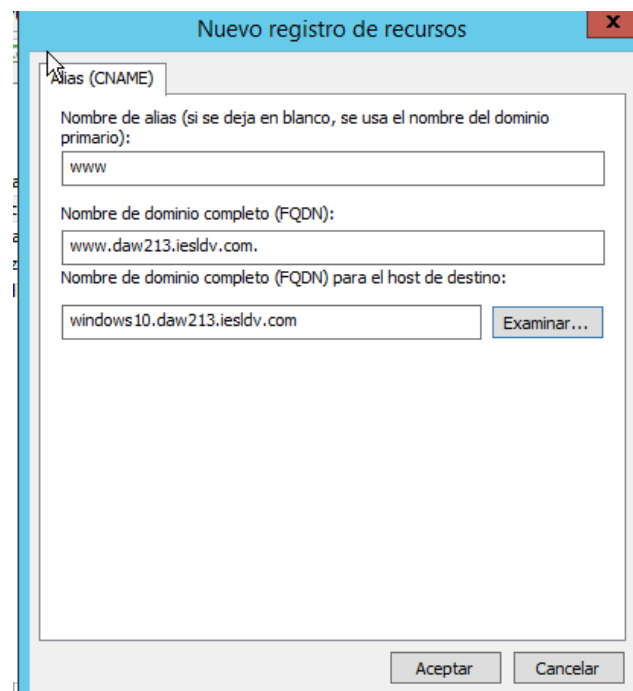 Nuevo registro de recursos
x
Alias (CNAME)
Nombre de alias (si se deja en blanco, se usa el nombre del dominio
primario):
www
Nombre de dominio completo (FQDN):
www.daw213.iesldv.com.
Nombre de dominio completo (FQDN) para el host de destino:
windows10.daw213.iesldv.com
Examinar...
Aceptar
Cancelar